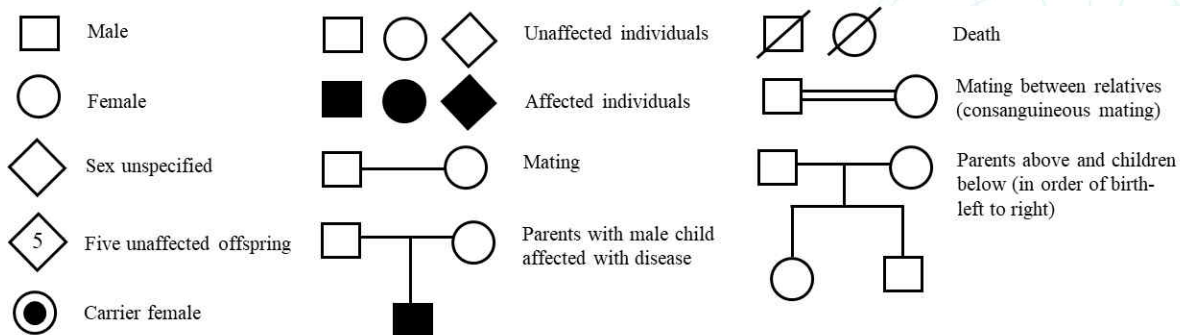 Male
Female
Sex unspecified
5
Five unaffected offspring
Carrier female
Unaffected individuals
Affected individuals
Mating
Parents with male child
affected with disease
Death
Mating between relatives
(consanguineous mating)
Parents above and children
below (in order of birth-
left to right)